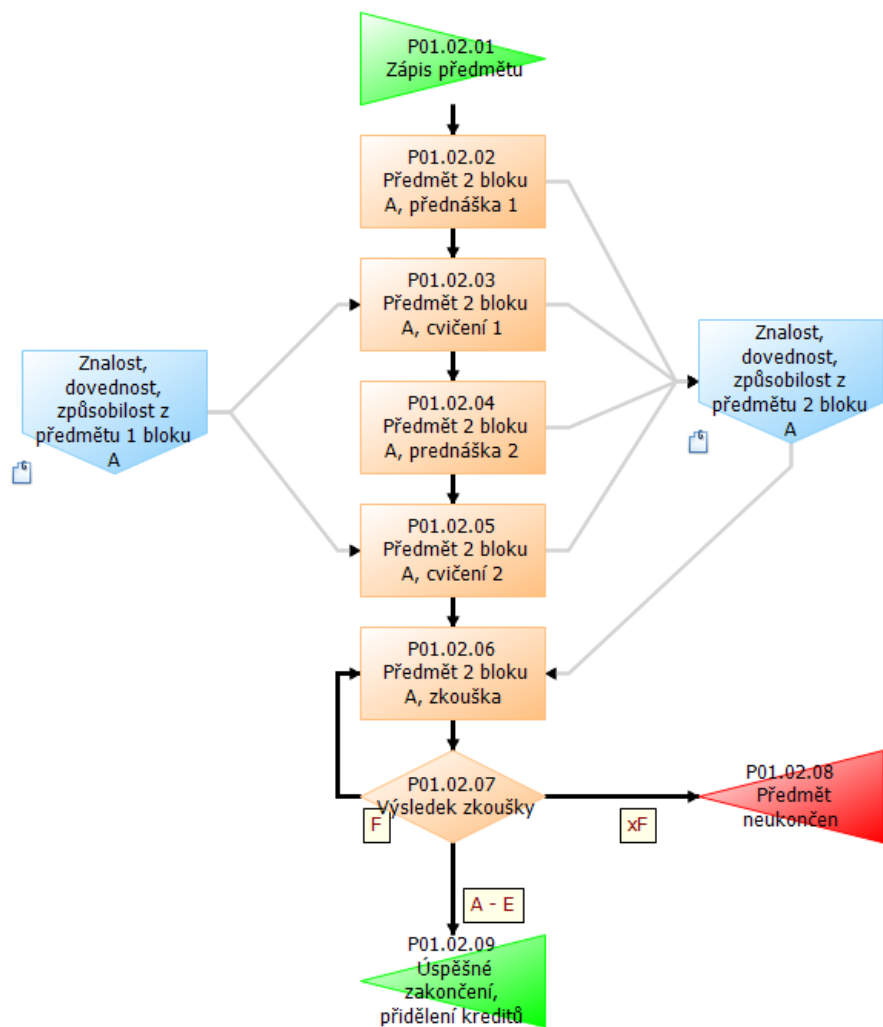 P01.02.01
Zápis předmětu
P01.02.02
Předmět 2 bloku
A, přednáška 1
P01.02.03
Předmět 2 bloku
A, cvičení 1
Znalost,
dovednost,
způsobilost z
předmětu 1 bloku
A
Znalost,
dovednost,
způsobilost z
předmětu 2 bloku
A
P01.02.04
Předmět 2 bloku
A, prednáška 2
P01.02.05
Předmět 2 bloku
A, cvičení 2
P01.02.06
Předmět 2 bloku
A, zkouška
P01.02.07
Výsledek zkoušky
F
xF
P01.02.08
Předmět
neukončen
A - E
P01.02.09
Úspěšné
zakončení,
přidělení kreditů